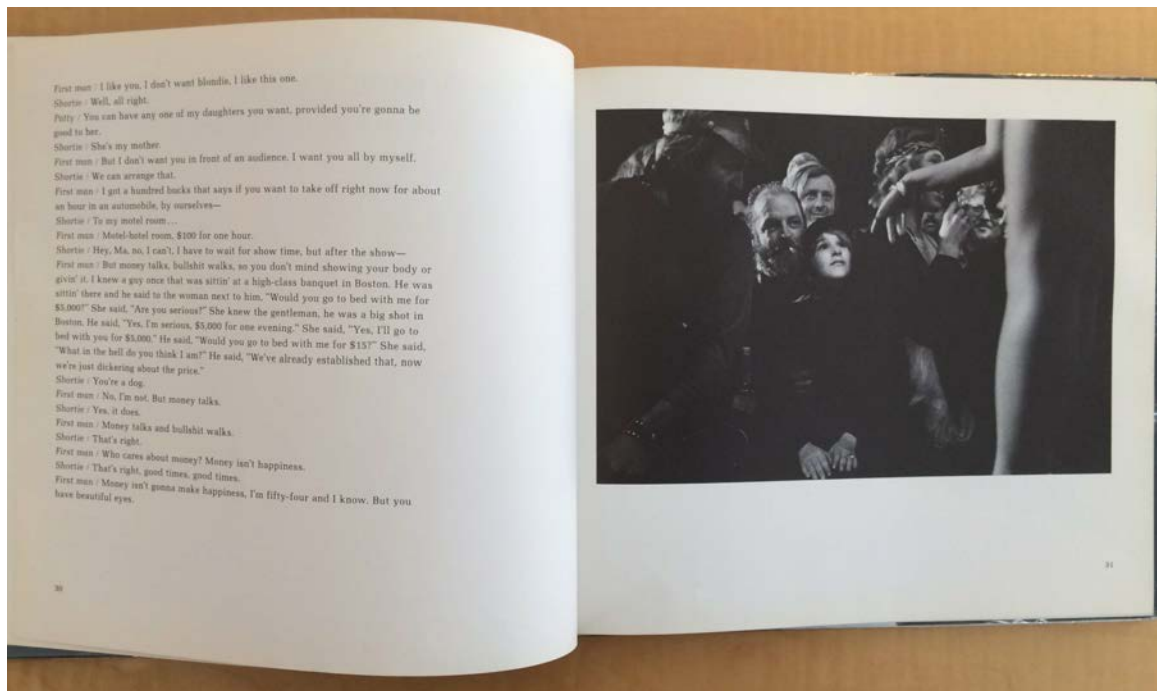 First man / I like you, I don't want blondie, I like this one.
Shortie / Well, all right.
Patty / You can have any one of my daughters you want, provided you're gonna be
good to her.
Shortie / She's my mother.
First man / But I don't want you in front of an audience. I want you all by myself.
Shortie / We can arrange that.
First man / I got a hundred bucks that says if you want to take off right now for about
an hour in an automobile, by ourselves—
Shortie / To my motel room ...
First man / Motel-hotel room, $100 for one hour.
Shortie / Hey, Ma, no, I can't, I have to wait for show time, but after the show—
First man / But money talks, bullshit walks, so you don't mind showing your body or
givin' it. I knew a guy once that was sittin' at a high-class banquet in Boston. He was
sittin' there and he said to the woman next to him, "Would you go to bed with me for
$5,000?" She said, "Are you serious?" She knew the gentleman, he was a big shot in
Boston. He said, "Yes, I'm serious, $5,000 for one evening." She said, "Yes, I'll go to
bed with you for $5,000." He said, "Would you go to bed with me for $15?" She said,
"What in the hell do you think I am?" He said, "We've already established that, now
we're just dickering about the price."
Shortie / You're a dog.
First man / No, I'm not. But money talks.
Shortie / Yes, it does.
First man / Money talks and bullshit walks.
Shortie / That's right.
First man / Who cares about money? Money isn't happiness.
Shortie / That's right, good times, good times.
First man / Money isn't gonna make happiness, I'm fifty-four and I know. But you
have beautiful eyes.
30
31